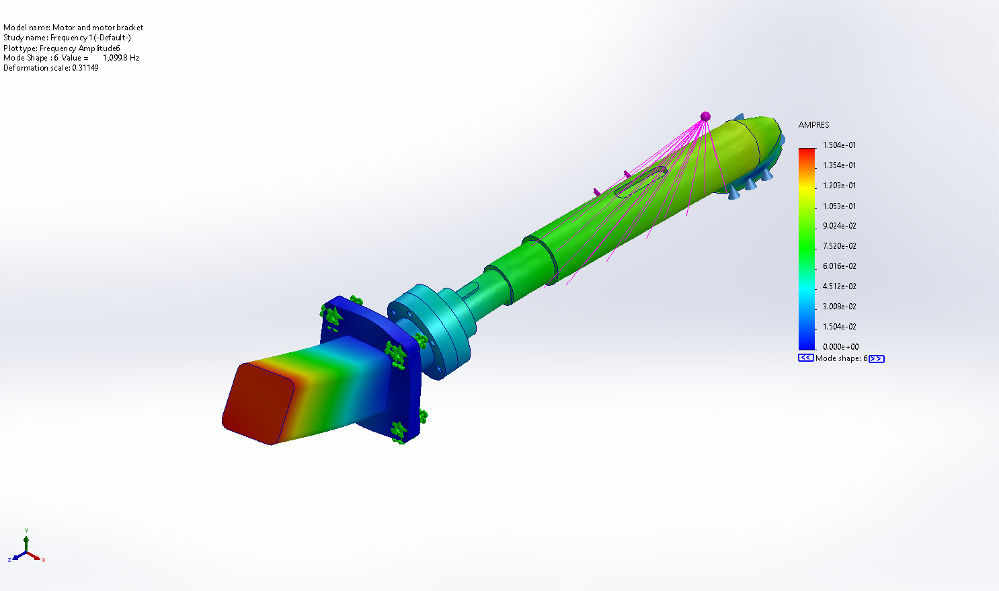 Model name: Motor and motor bracket
Study name: Frequency 1(-Default-)
Plot type: Frequency Amplitude6
Mode Shape : 6 Value = 1,099.8 Hz
Deformation scale: 0.31149
AMPRES
1.504e-01
1.354e-01
1.203e-01
1.053e-01
9.024e-02
7.520e-02
6.016e-02
4.512e-02
3.008e-02
1.504e-02
0.000e+00
<< Mode shape: 6 >>
Y
Z X